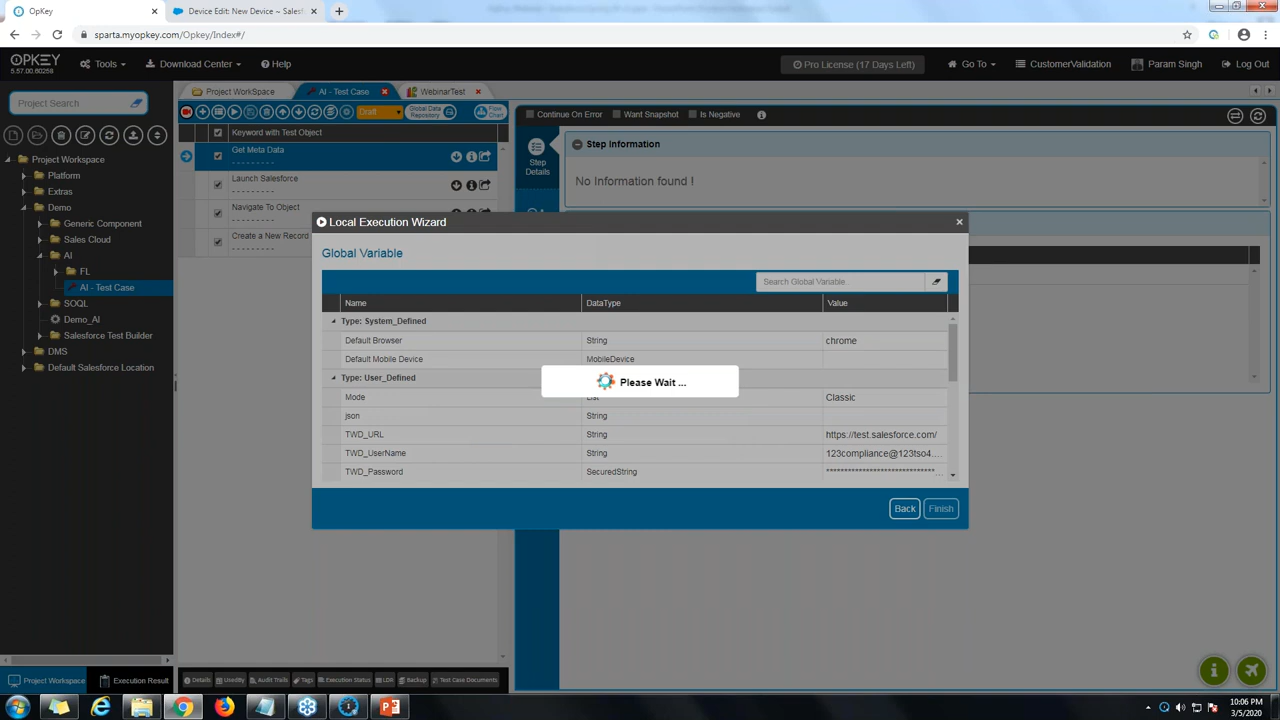 OpKey
Device Edit: New Device ~ Salesf
sparta.myopkey.com/Opkey/Index#/
OPKEY
5.57.00.60258
Tools
Download Center
Help
Pro License (17 Days Left)
Go To
CustomerValidation
Param Singh
Log Out
Project Search
Project WorkSpace
AI - Test Case
WebinarTest
Draft
Global Data
Repository
Flow
Chart
Continue On Error
Want Snapshot
Is Negative
Keyword with Test Object
Get Meta Data
---------
Launch Salesforce
---------
Navigate To Object
---------
Create a New Record
---------
Step
Details
Step Information
No Information found !
Project Workspace
Platform
Extras
Demo
Generic Component
Sales Cloud
AI
FL
AI - Test Case
SOQL
Demo_AI
Salesforce Test Builder
DMS
Default Salesforce Location
Local Execution Wizard
Global Variable
Search Global Variable..
Name DataType Value
Type: System_Defined
Default Browser String chrome
Default Mobile Device MobileDevice
Type: User_Defined
Please Wait ...
Mode List Classic
json String
TWD_URL String https://test.salesforce.com/
TWD_UserName String 123compliance@123tso4....
TWD_Password SecuredString ******************************...
Back
Finish
Project Workspace
Execution Result
Details
UsedBy
Audit Trails
Tags
Execution Status
LDR
Backup
Test Case Documents
10:06 PM
3/5/2020